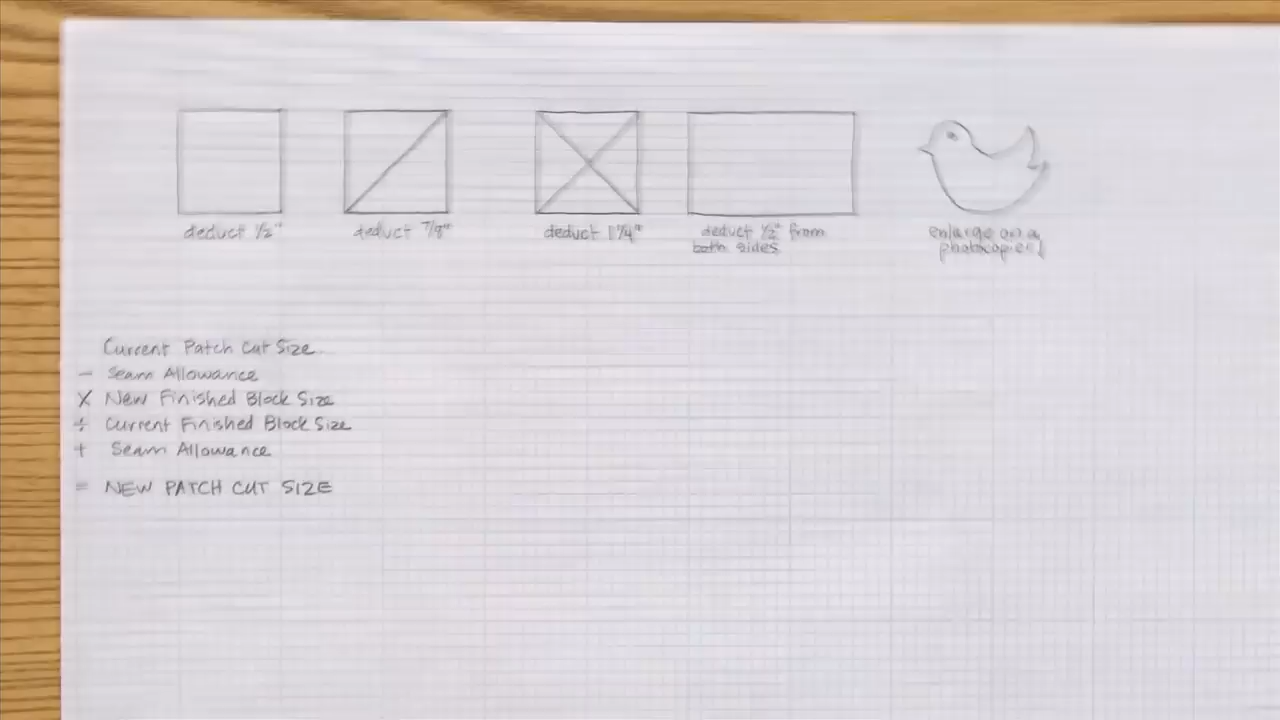 deduct 1/2"
deduct 7/8"
deduct 1 1/4"
deduct 1/2" from
both sides
enlarge on a
photocopier!
Current Patch Cut Size
- Seam Allowance
X New Finished Block Size
÷ Current Finished Block Size
+ Seam Allowance
= NEW PATCH CUT SIZE